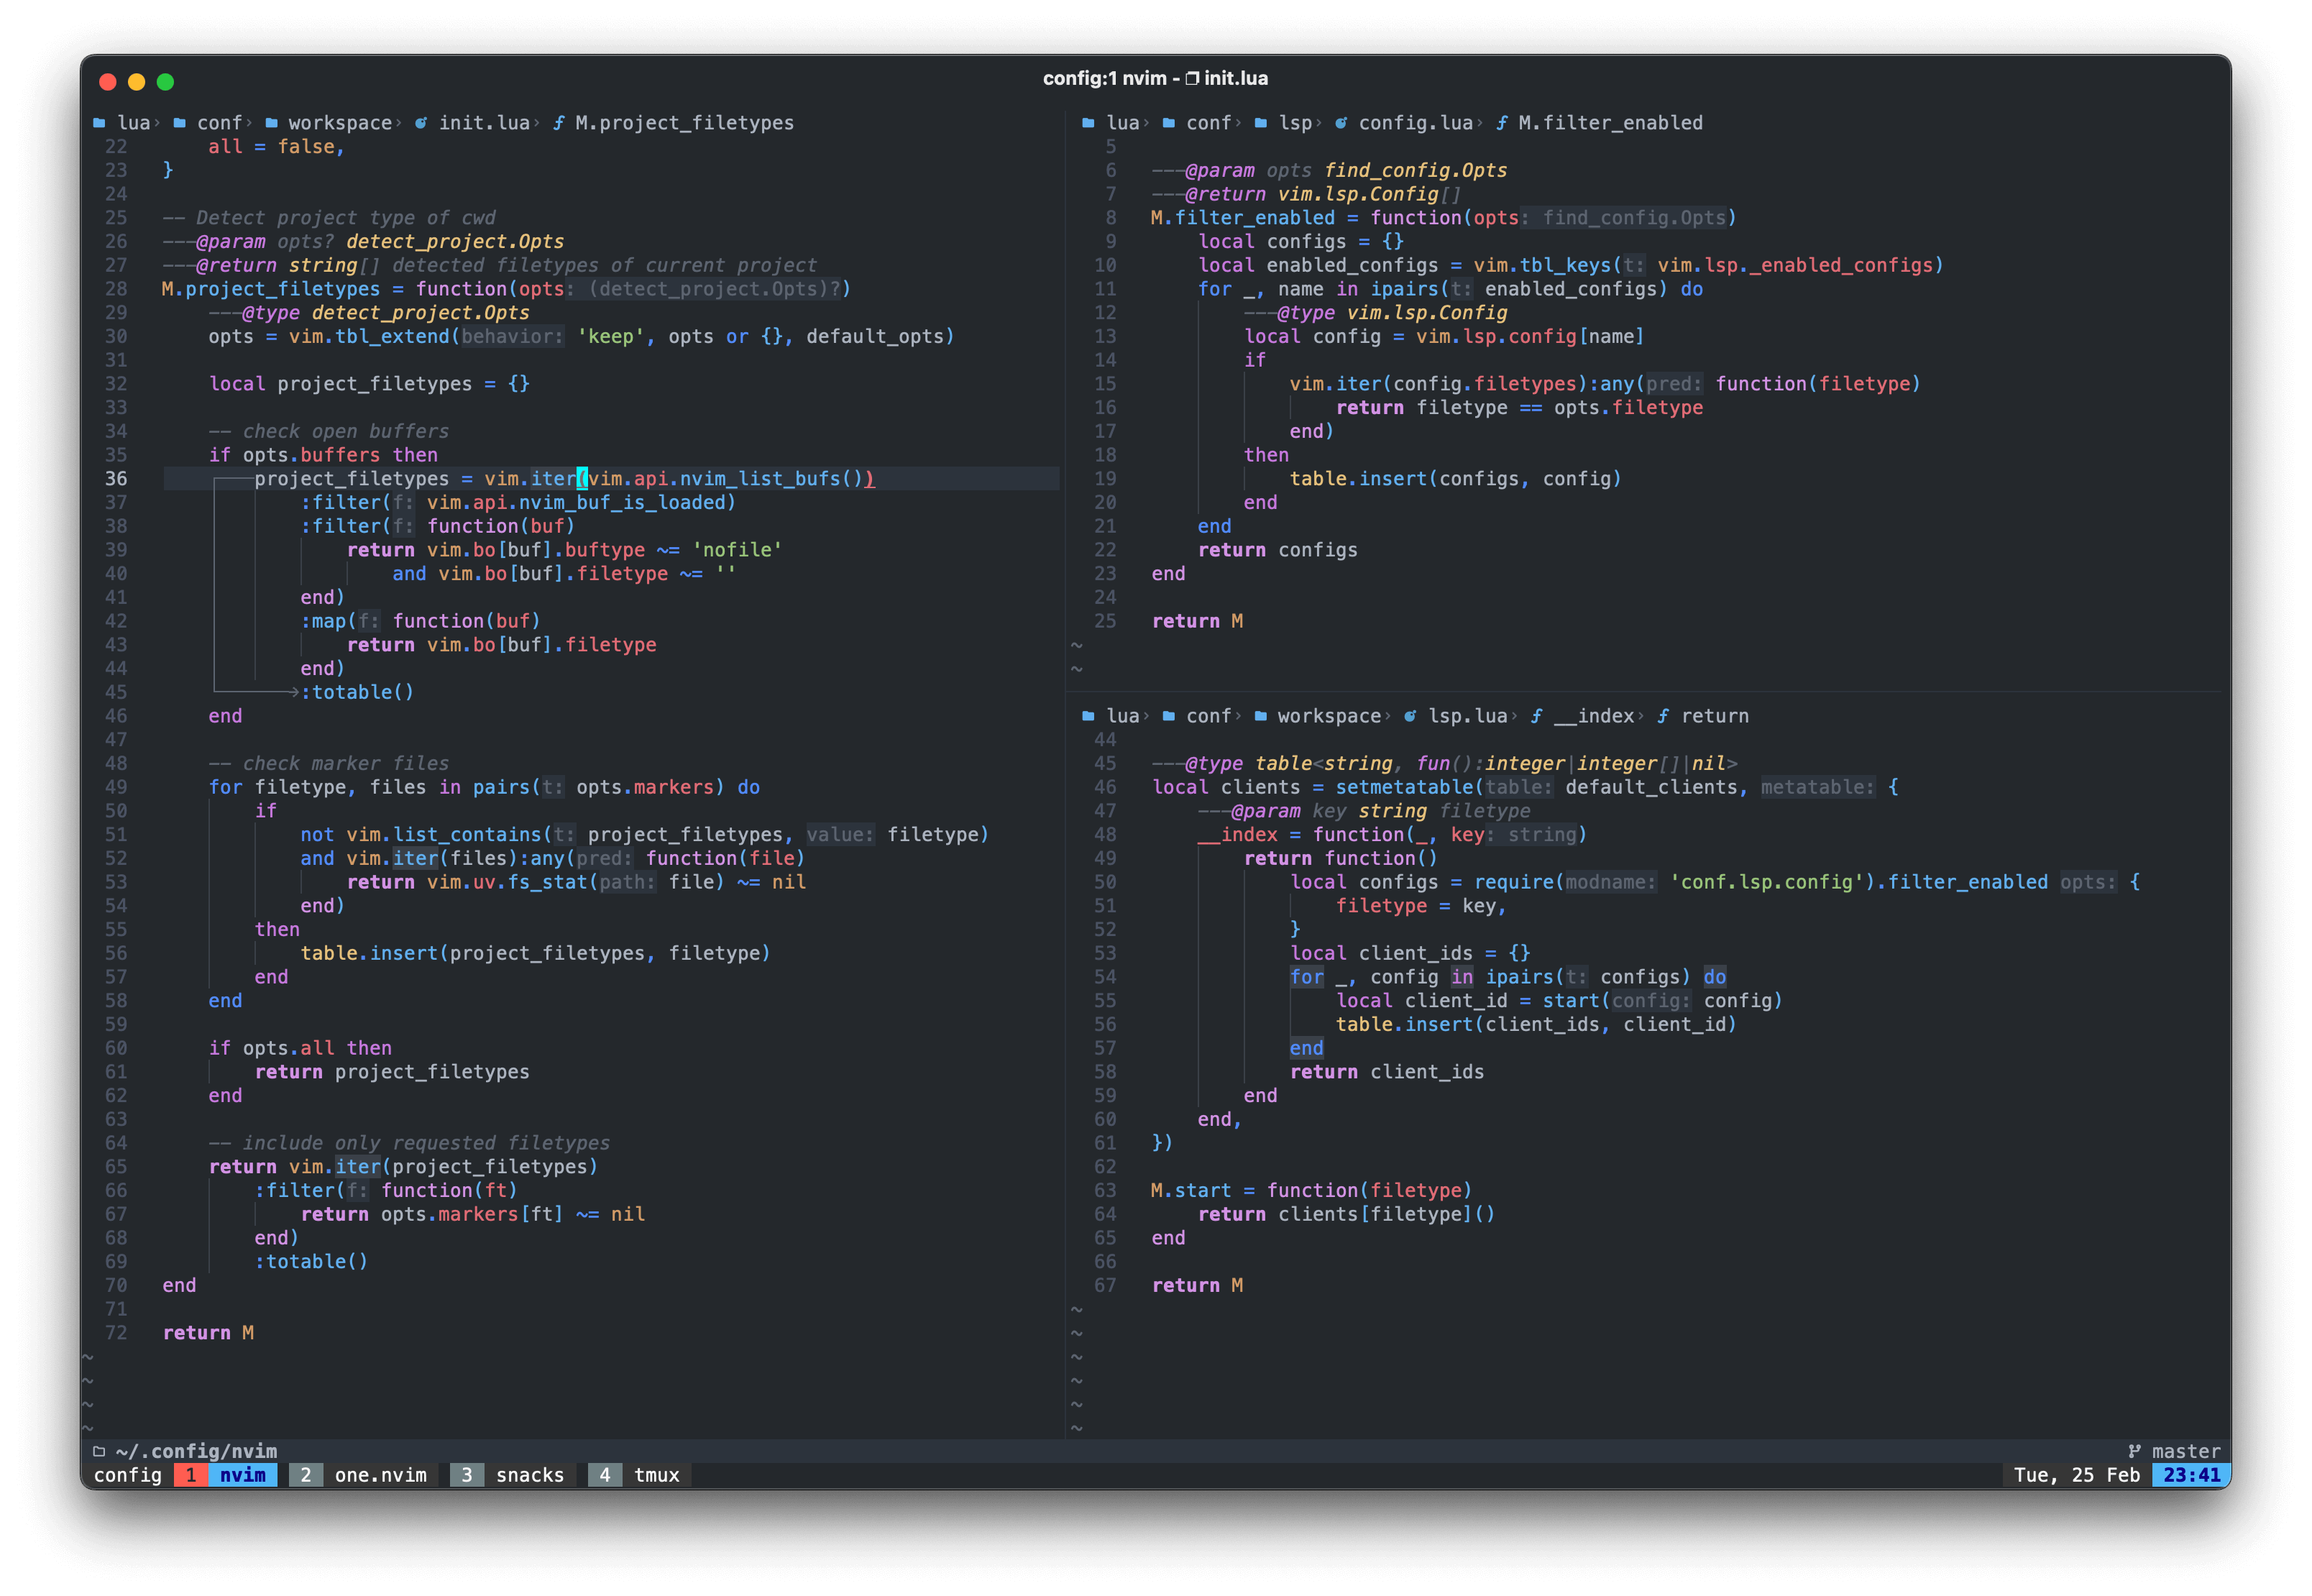 config:1 nvim - init.lua
lua› conf› workspace› init.lua› M.project_filetypes
22 all = false,
23 }
24
25 -- Detect project type of cwd
26 ---@param opts? detect_project.Opts
27 ---@return string[] detected filetypes of current project
28 M.project_filetypes = function(opts: (detect_project.Opts)?)
29 ---@type detect_project.Opts
30 opts = vim.tbl_extend(behavior: 'keep', opts or {}, default_opts)
31
32 local project_filetypes = {}
33
34 -- check open buffers
35 if opts.buffers then
36 project_filetypes = vim.iter(vim.api.nvim_list_bufs())
37 :filter(f: vim.api.nvim_buf_is_loaded)
38 :filter(f: function(buf)
39 return vim.bo[buf].buftype ~= 'nofile'
40 and vim.bo[buf].filetype ~= ''
41 end)
42 :map(f: function(buf)
43 return vim.bo[buf].filetype
44 end)
45 :totable()
46 end
47
48 -- check marker files
49 for filetype, files in pairs(t: opts.markers) do
50 if
51 not vim.list_contains(t: project_filetypes, value: filetype)
52 and vim.iter(files):any(pred: function(file)
53 return vim.uv.fs_stat(path: file) ~= nil
54 end)
55 then
56 table.insert(project_filetypes, filetype)
57 end
58 end
59
60 if opts.all then
61 return project_filetypes
62 end
63
64 -- include only requested filetypes
65 return vim.iter(project_filetypes)
66 :filter(f: function(ft)
67 return opts.markers[ft] ~= nil
68 end)
69 :totable()
70 end
71
72 return M
~
~
~
~
lua› conf› lsp› config.lua› M.filter_enabled
5
6 ---@param opts find_config.Opts
7 ---@return vim.lsp.Config[]
8 M.filter_enabled = function(opts: find_config.Opts)
9 local configs = {}
10 local enabled_configs = vim.tbl_keys(t: vim.lsp._enabled_configs)
11 for _, name in ipairs(t: enabled_configs) do
12 ---@type vim.lsp.Config
13 local config = vim.lsp.config[name]
14 if
15 vim.iter(config.filetypes):any(pred: function(filetype)
16 return filetype == opts.filetype
17 end)
18 then
19 table.insert(configs, config)
20 end
21 end
22 return configs
23 end
24
25 return M
~
~
lua› conf› workspace› lsp.lua› __index› return
44
45 ---@type table<string, fun():integer|integer[]|nil>
46 local clients = setmetatable(table: default_clients, metatable: {
47 ---@param key string filetype
48 __index = function(_, key: string)
49 return function()
50 local configs = require(modname: 'conf.lsp.config').filter_enabled opts: {
51 filetype = key,
52 }
53 local client_ids = {}
54 for _, config in ipairs(t: configs) do
55 local client_id = start(config: config)
56 table.insert(client_ids, client_id)
57 end
58 return client_ids
59 end
60 end,
61 })
62
63 M.start = function(filetype)
64 return clients[filetype]()
65 end
66
67 return M
~
~
~
~
~
~
~/.config/nvim master
config 1 nvim 2 one.nvim 3 snacks 4 tmux Tue, 25 Feb 23:41